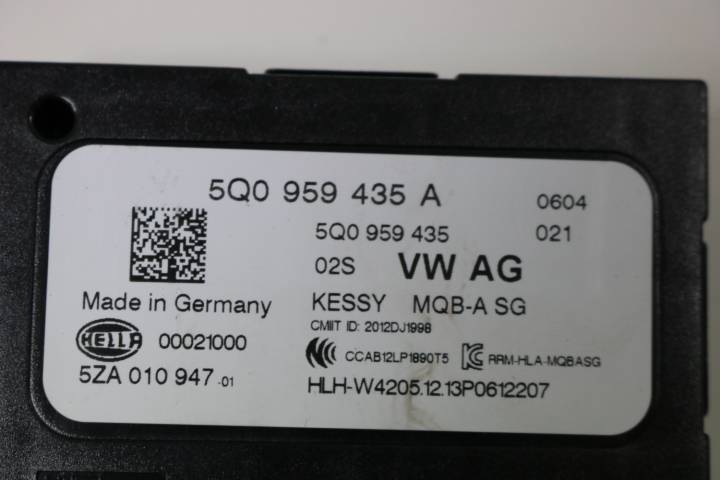 5Q0 959 435 A 0604
5Q0 959 435 021
02S VW AG
Made in Germany KESSY MQB-A SG
CMIIT ID: 2012DJ1998
HELLA 00021000 CCAB12LP1890T5 RRM-HLA-MQBASG
5ZA 010 947-01 HLH-W4205.12.13P0612207